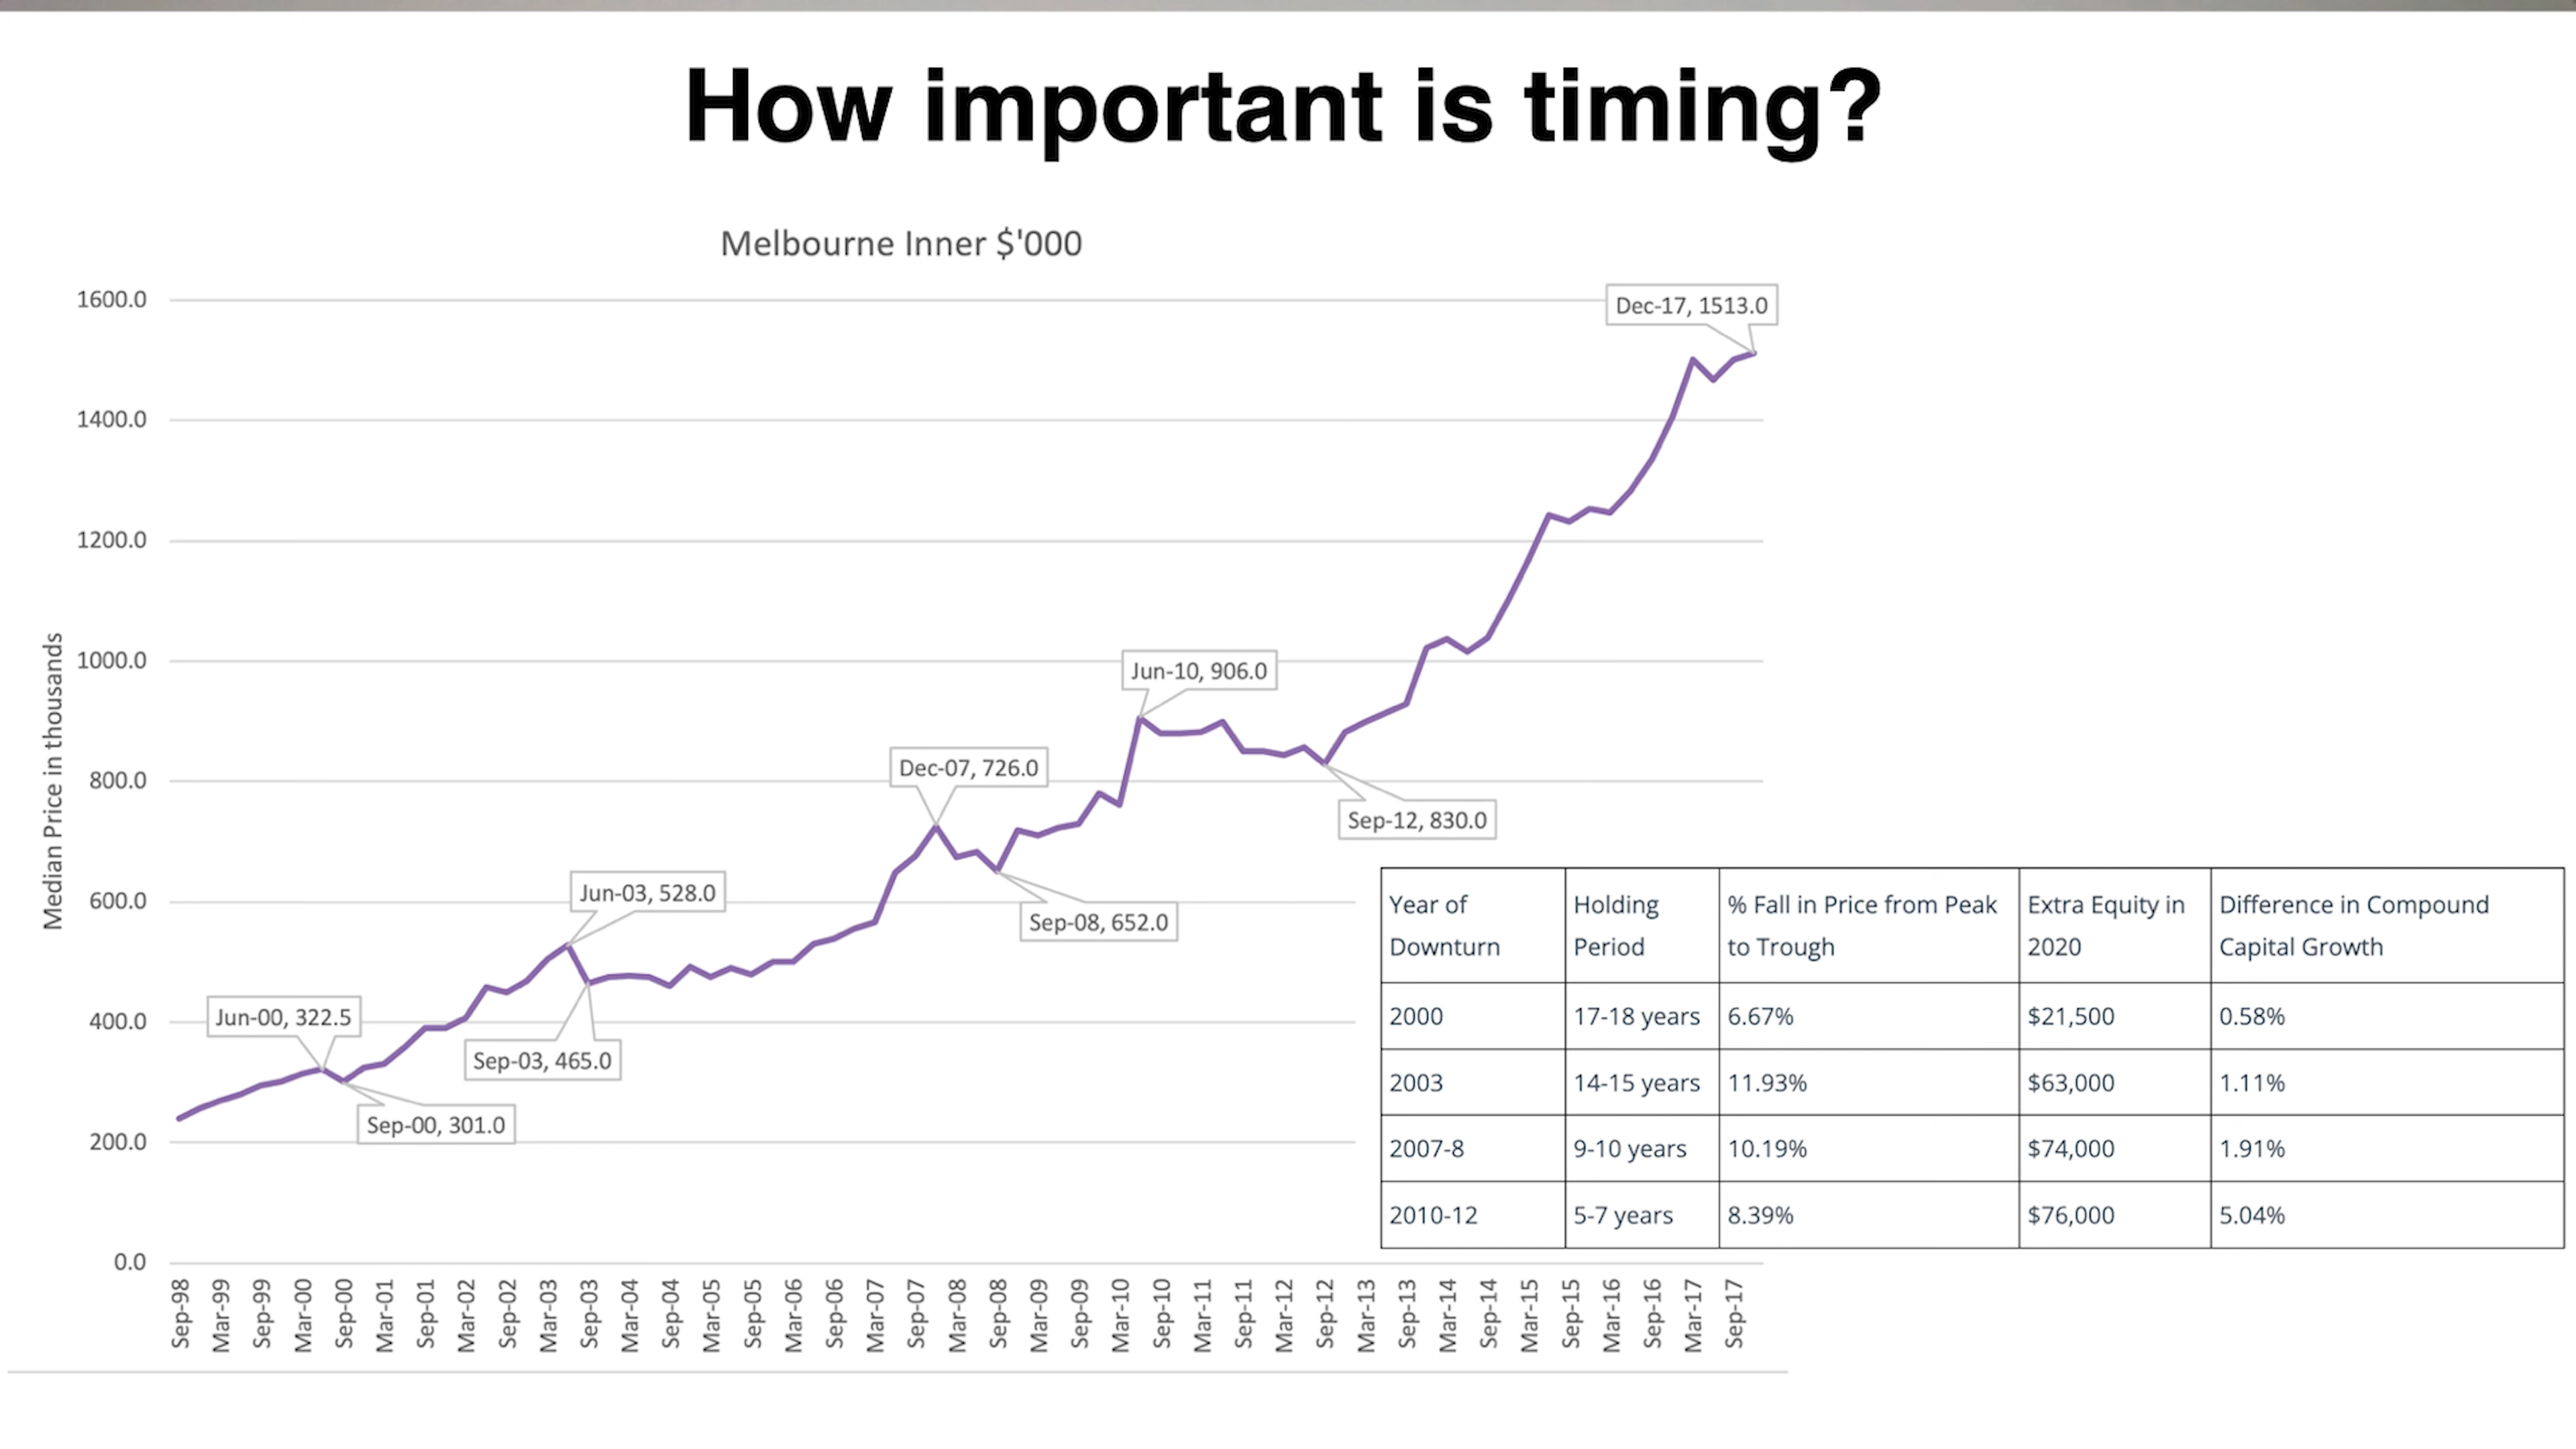 How important is timing?
Melbourne Inner $'000
Median Price in thousands
1600.0
1400.0
1200.0
1000.0
800.0
600.0
400.0
200.0
0.0
Jun-00, 322.5
Sep-00, 301.0
Jun-03, 528.0
Sep-03, 465.0
Dec-07, 726.0
Sep-08, 652.0
Jun-10, 906.0
Sep-12, 830.0
Dec-17, 1513.0
Sep-98
Mar-99
Sep-99
Mar-00
Sep-00
Mar-01
Sep-01
Mar-02
Sep-02
Mar-03
Sep-03
Mar-04
Sep-04
Mar-05
Sep-05
Mar-06
Sep-06
Mar-07
Sep-07
Mar-08
Sep-08
Mar-09
Sep-09
Mar-10
Sep-10
Mar-11
Sep-11
Mar-12
Sep-12
Mar-13
Sep-13
Mar-14
Sep-14
Mar-15
Sep-15
Mar-16
Sep-16
Mar-17
Sep-17
Year of
Downturn
Holding
Period
% Fall in Price from Peak
to Trough
Extra Equity in
2020
Difference in Compound
Capital Growth
2000 17-18 years 6.67% $21,500 0.58%
2003 14-15 years 11.93% $63,000 1.11%
2007-8 9-10 years 10.19% $74,000 1.91%
2010-12 5-7 years 8.39% $76,000 5.04%